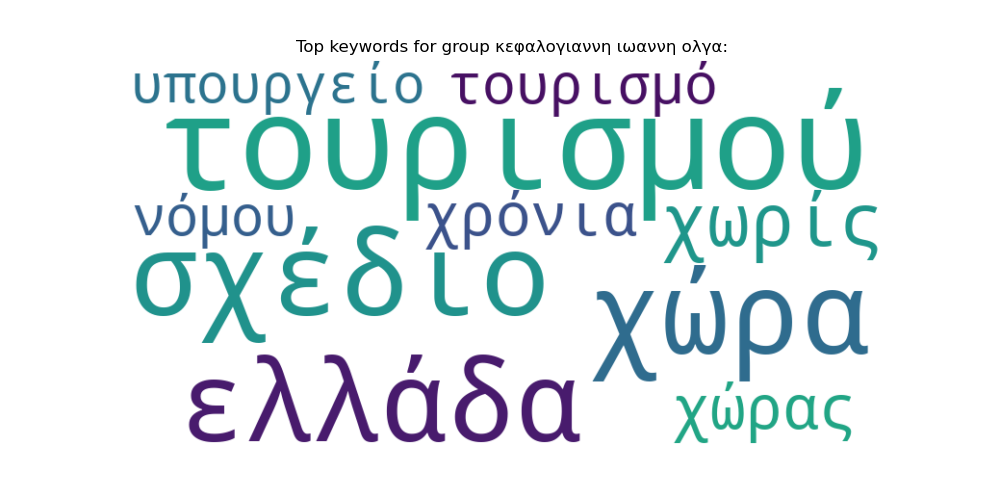 Top keywords for group κεφαλογιαννη ιωαννη ολγα:
υπουργείο τουρισμό
τουρισμού
νόμου χρόνια χωρίς
σχέδιο χώρα
ελλάδα χώρας